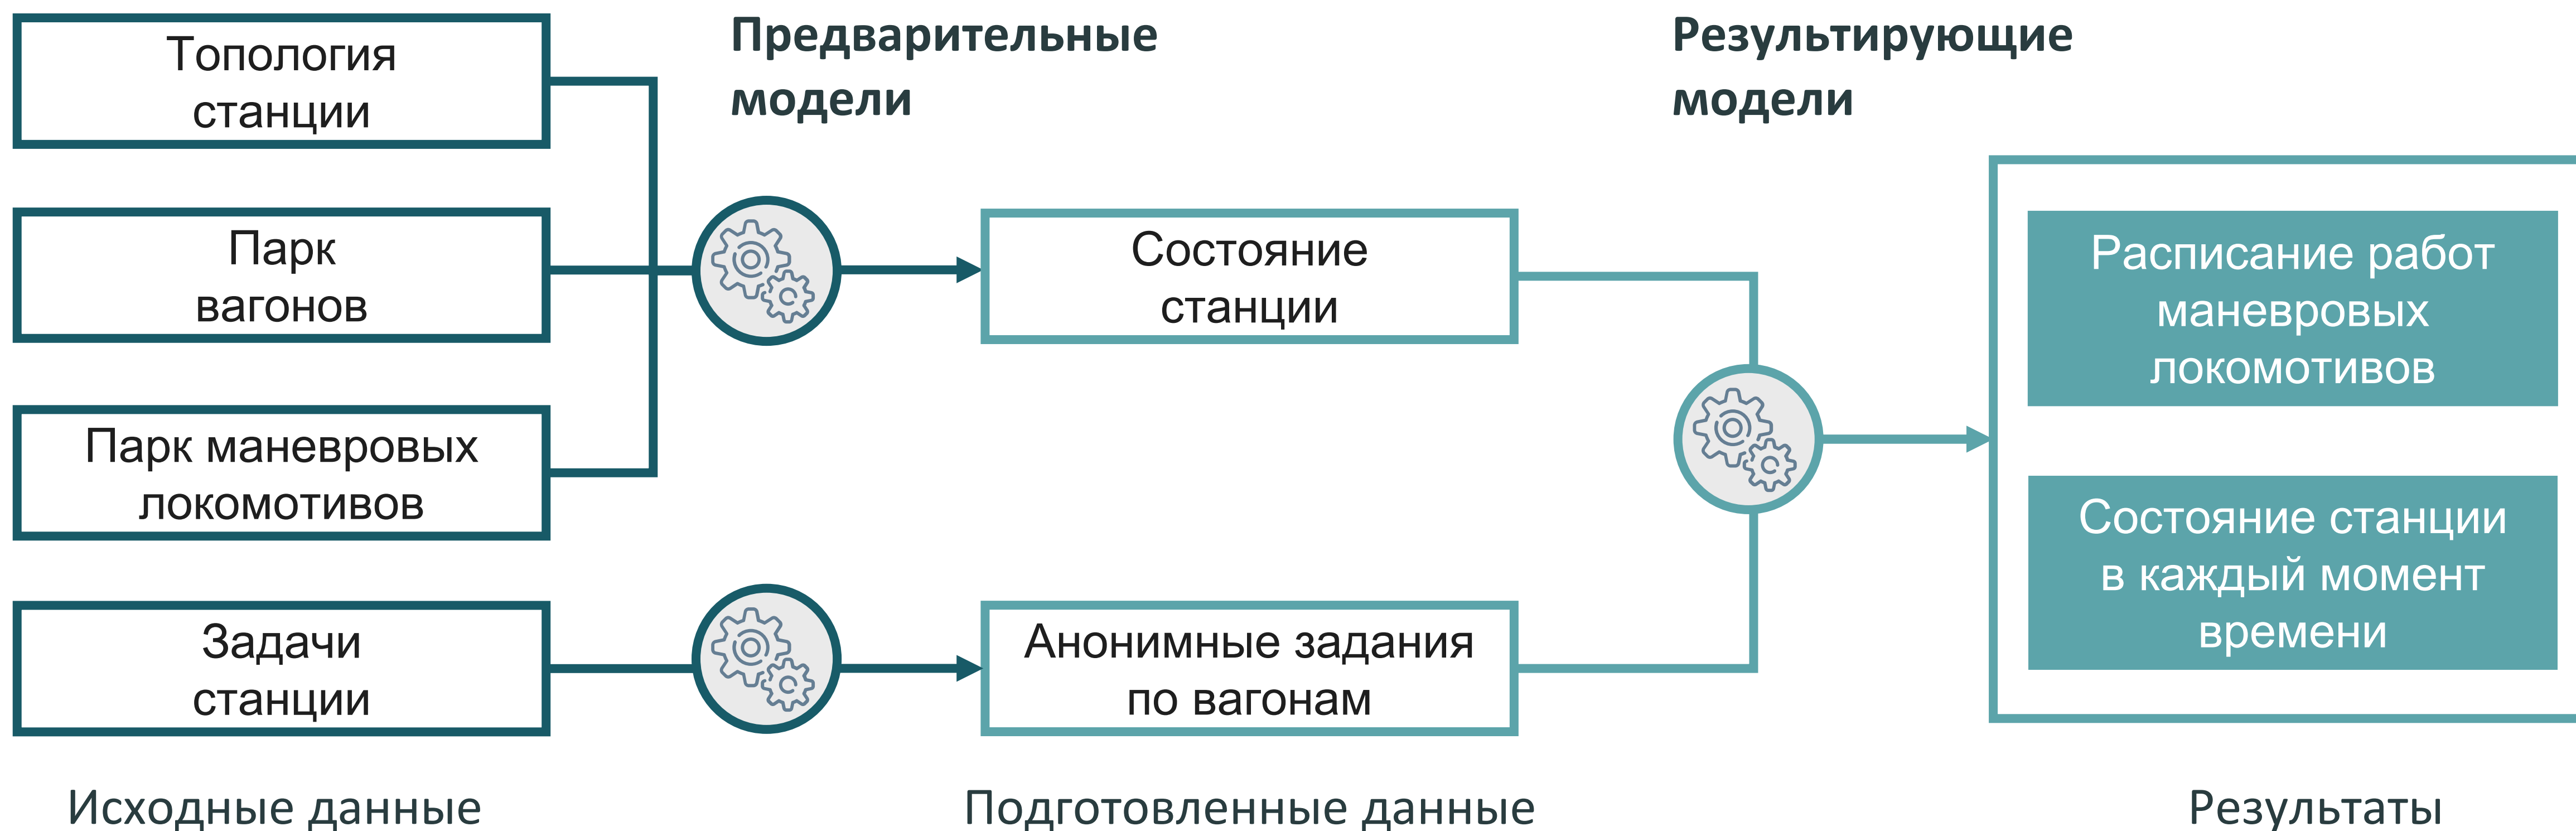 Топология
станции
Парк
вагонов
Парк маневровых
локомотивов
Задачи
станции
Исходные данные
Предварительные
модели
Состояние
станции
Анонимные задания
по вагонам
Подготовленные данные
Результирующие
модели
Расписание работ
маневровых
локомотивов
Состояние станции
в каждый момент
времени
Результаты